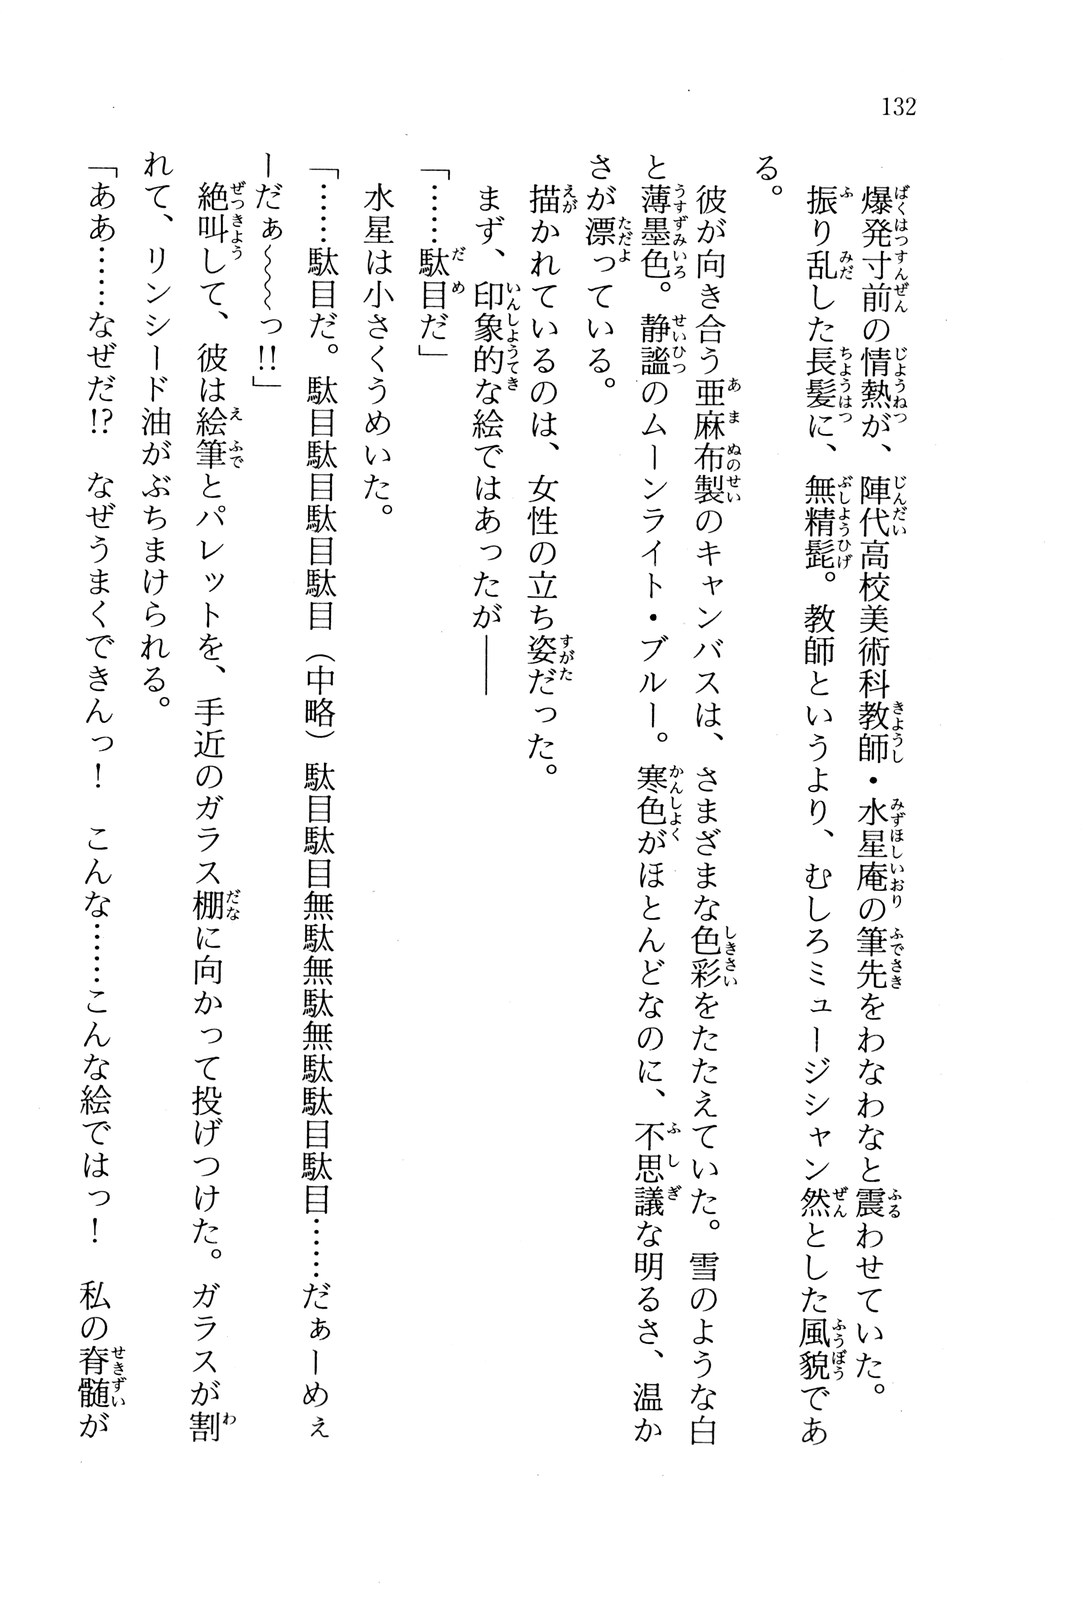 132
爆発寸前の情熱が、陣代高校美術科教師・水星庵の筆先をわなわなと震わせていた。
振り乱した長髪に、無精髭。教師というより、むしろミュージシャン然とした風貌であ
る。
彼が向き合う亜麻布製のキャンバスは、さまざまな色彩をたたえていた。雪のような白
と薄墨色。静謐のムーンライト・ブルー。寒色がほとんどなのに、不思議な明るさ、温か
さが漂っている。
描かれているのは、女性の立ち姿だった。
まず、印象的な絵ではあったが――
「……駄目だ」
水星は小さくうめいた。
「……駄目だ。駄目駄目駄目駄目（中略）駄目駄目無駄無駄無駄駄目駄目……だぁーめぇ
ーだぁ〜〜〜っ!!」
絶叫して、彼は絵筆とパレットを、手近のガラス棚に向かって投げつけた。ガラスが割
れて、リンシード油がぶちまけられる。
「ああ……なぜだ!?　なぜうまくできんっ！　こんな……こんな絵ではっ！　私の脊髄が